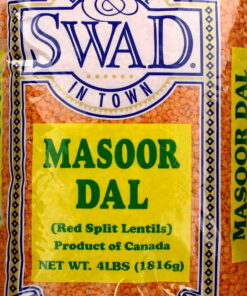 &
SWAD
IN TOWN
MASOOR
DAL
(Red Split Lentils)
Product of Canada
NET WT. 4LBS (1816g)
MASOOR DAL